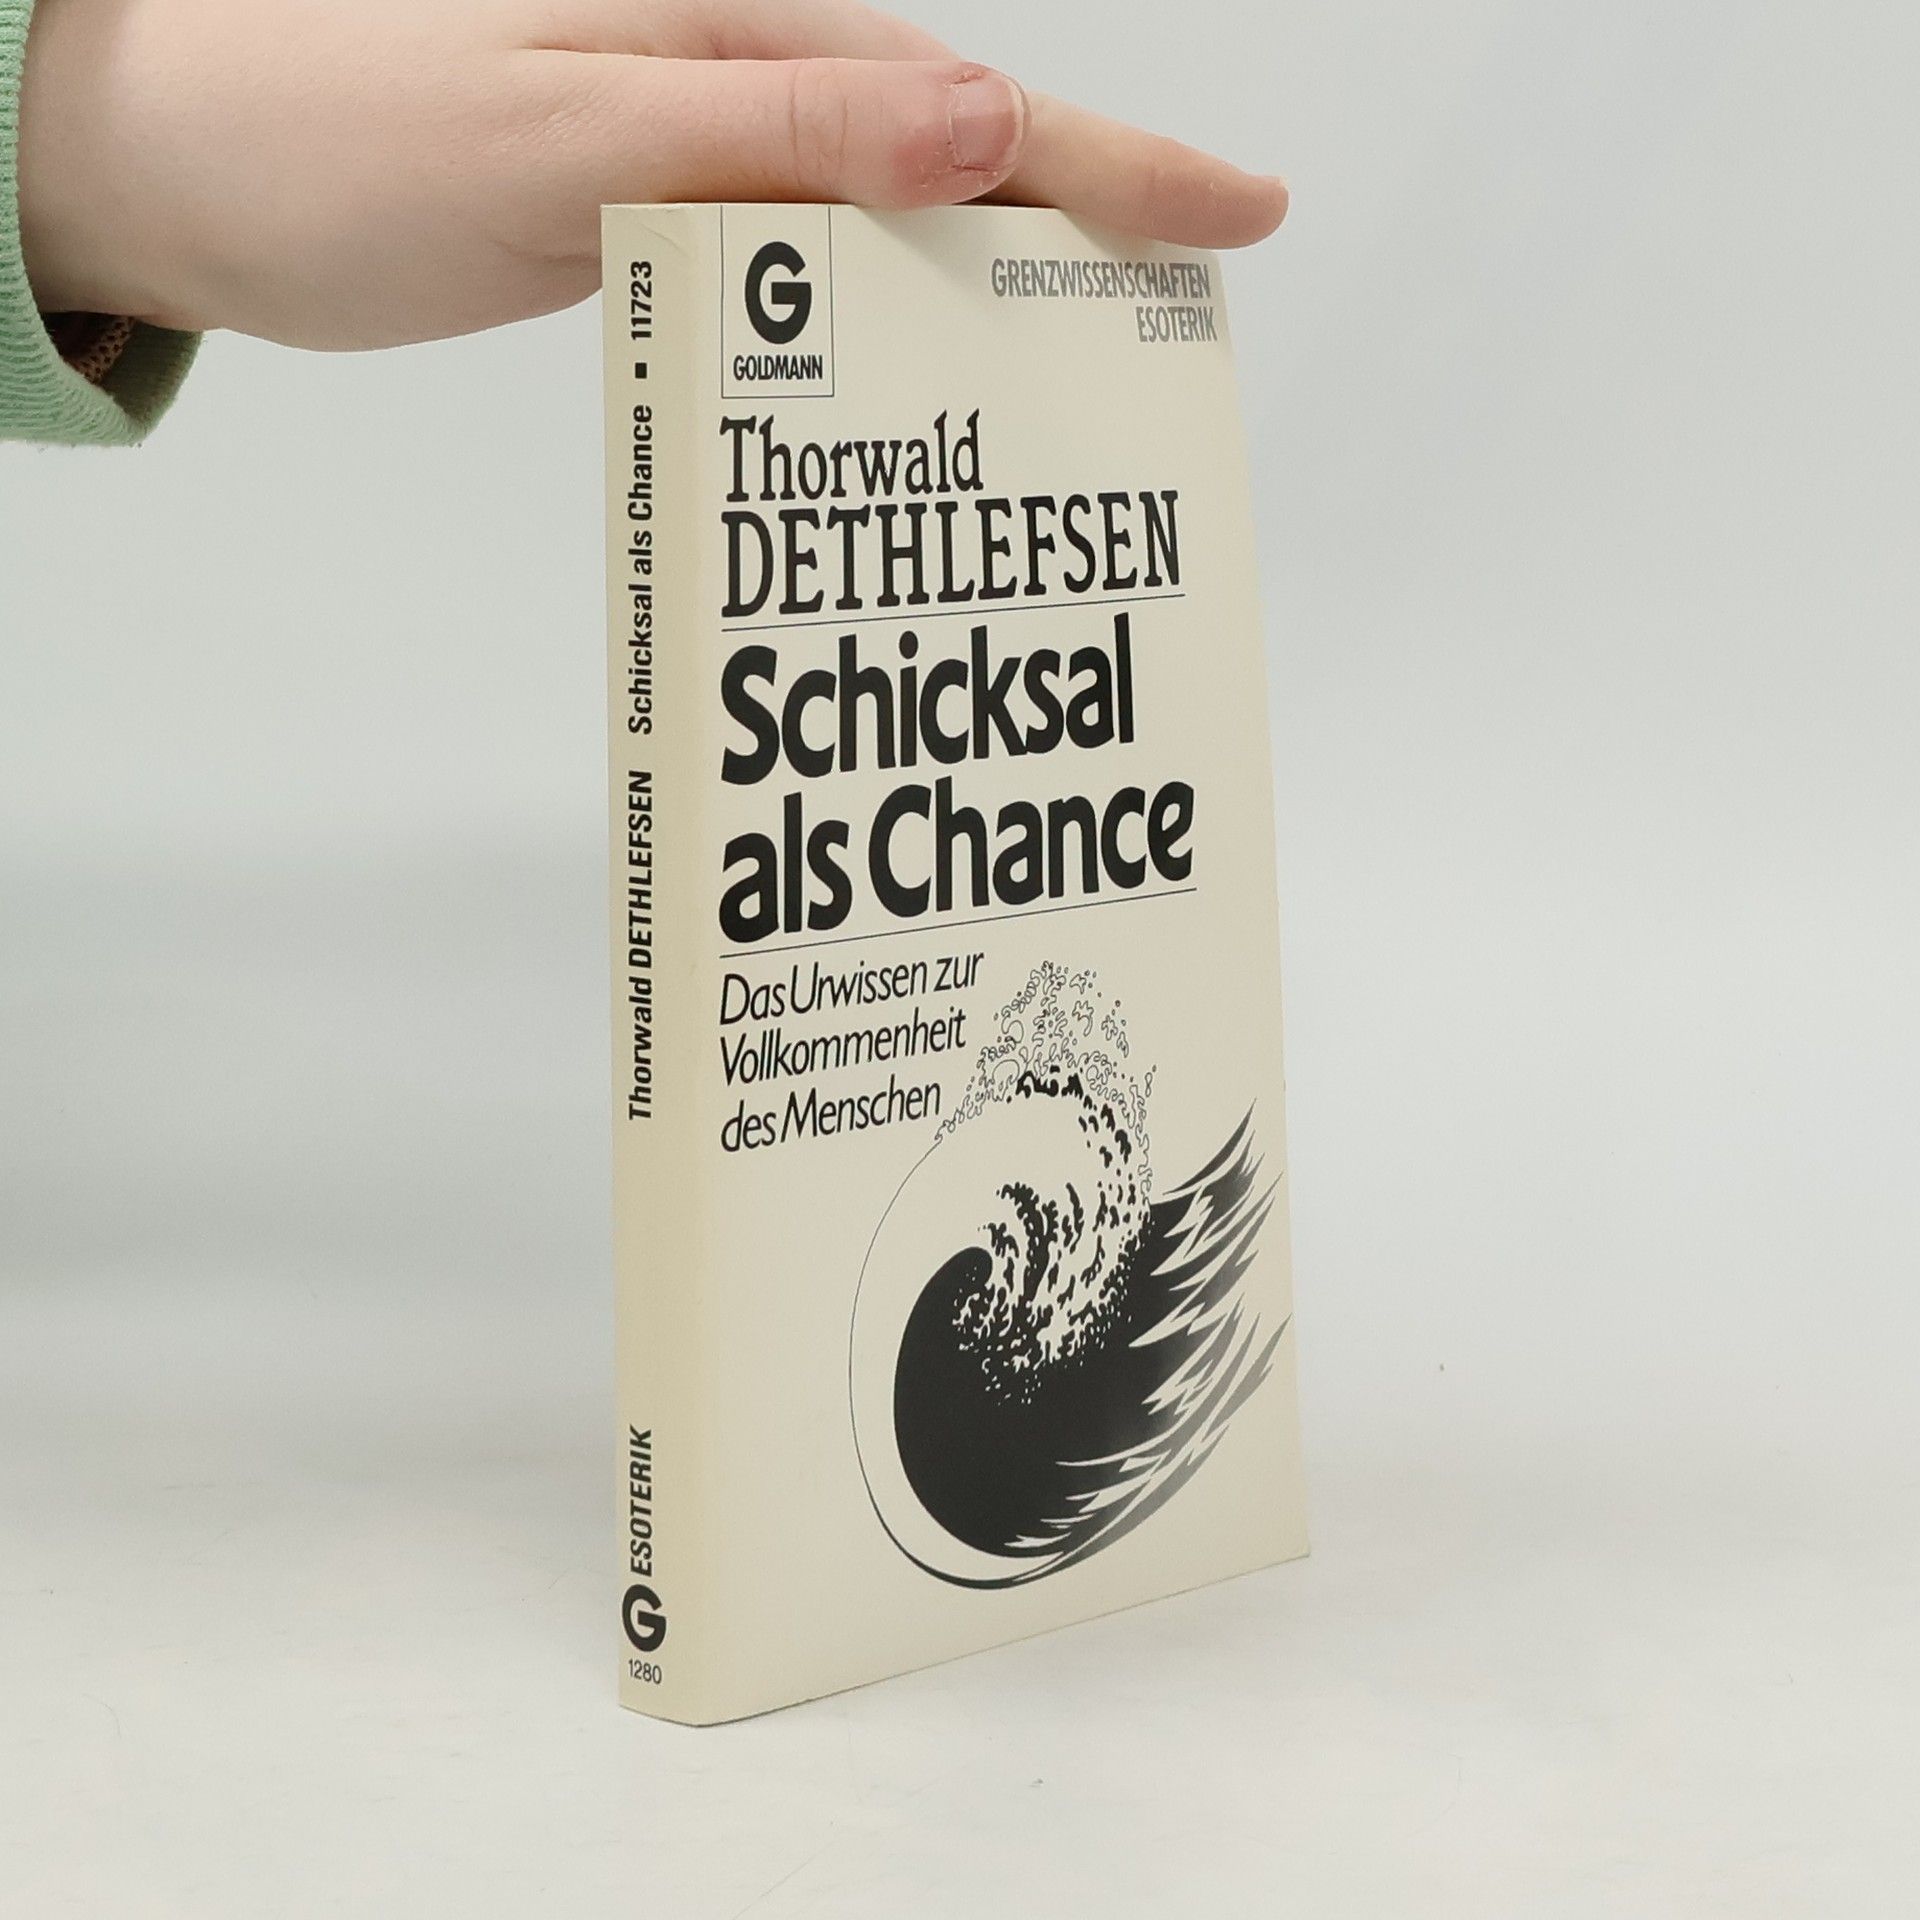 G
GOLDMANN
GRENZWISSENSCHAFTEN
ESOTERIK
Thorwald
DETHLEFSEN
Schicksal
als Chance
Das Urwissen zur
Vollkommenheit
des Menschen
Thorwald DETHLEFSEN Schicksal als Chance ■ 11723
G ESOTERIK
1280